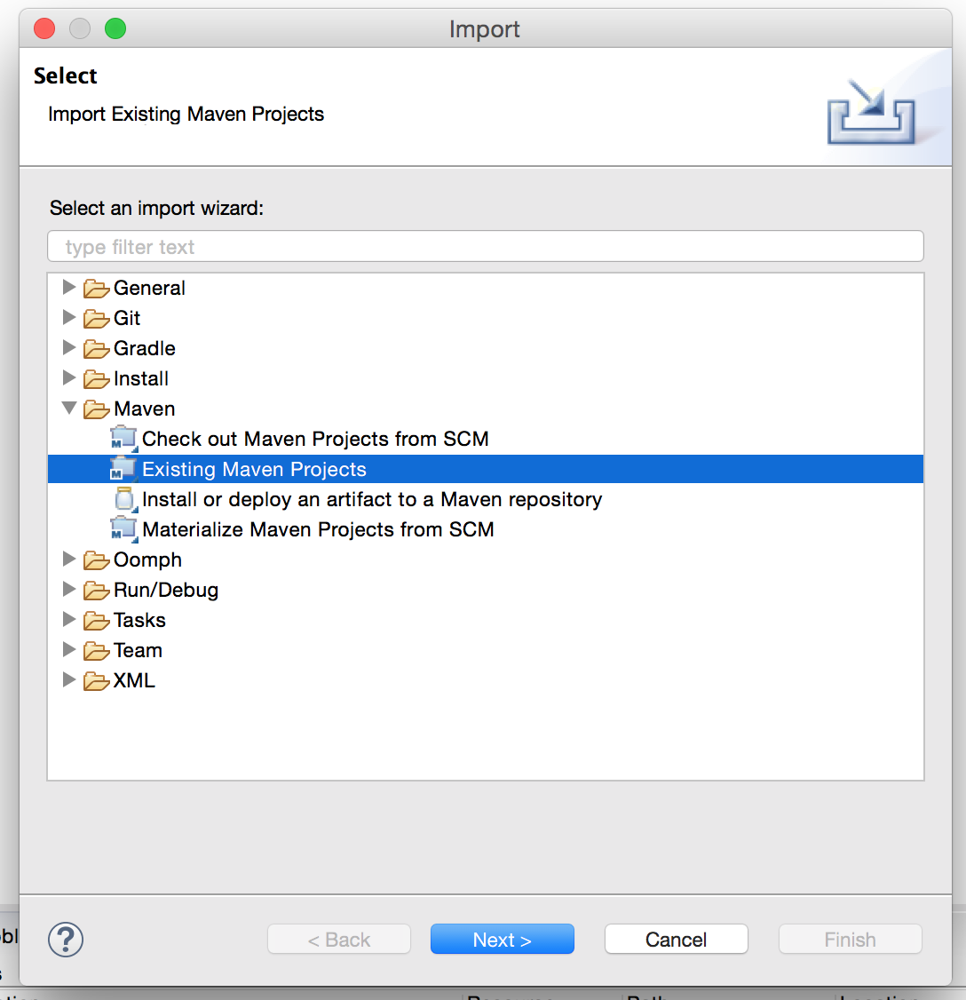 Import
Select
Import Existing Maven Projects
Select an import wizard:
type filter text
General
Git
Gradle
Install
Maven
Check out Maven Projects from SCM
Existing Maven Projects
Install or deploy an artifact to a Maven repository
Materialize Maven Projects from SCM
Oomph
Run/Debug
Tasks
Team
XML
? < Back Next > Cancel Finish